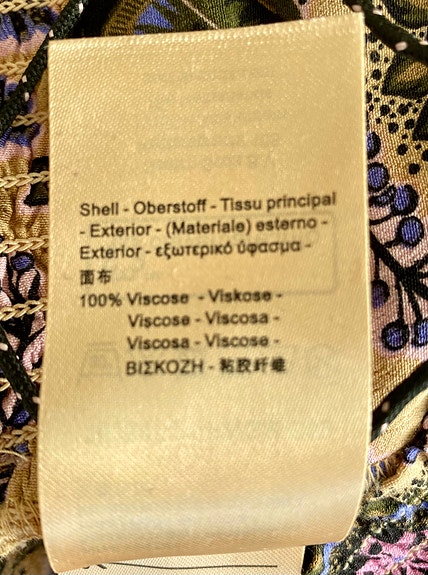 Shell - Oberstoff - Tissu principal
- Exterior - (Materiale) esterno -
Exterior - εξωτερικό ύφασμα -
面布
100% Viscose - Viskose -
Viscose - Viscosa -
Viscosa - Viscose -
ΒΙΣΚΟΖΗ - 粘胶纤维